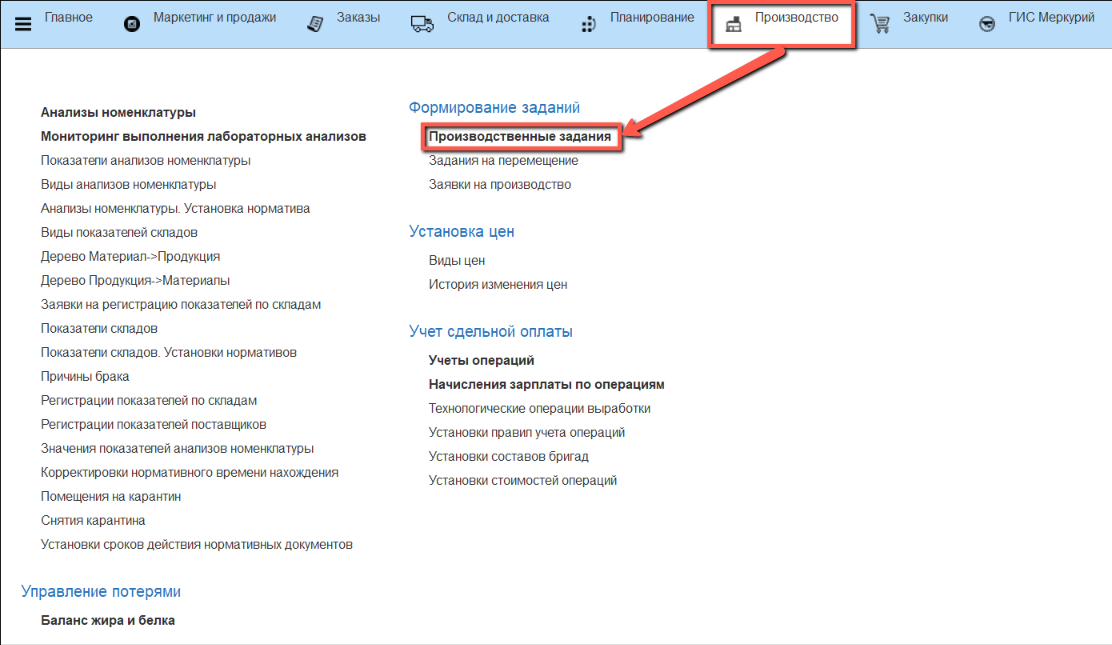 Главное
Маркетинг и продажи
Заказы
Склад и доставка
Планирование
Производство
Закупки
ГИС Меркурий
Анализы номенклатуры
Мониторинг выполнения лабораторных анализов
Показатели анализов номенклатуры
Виды анализов номенклатуры
Анализы номенклатуры. Установка норматива
Виды показателей складов
Дерево Материал->Продукция
Дерево Продукция->Материалы
Заявки на регистрацию показателей по складам
Показатели складов
Показатели складов. Установки нормативов
Причины брака
Регистрации показателей по складам
Регистрации показателей поставщиков
Значения показателей анализов номенклатуры
Корректировки нормативного времени нахождения
Помещения на карантин
Снятия карантина
Установки сроков действия нормативных документов
Управление потерями
Баланс жира и белка
Формирование заданий
Производственные задания
Задания на перемещение
Заявки на производство
Установка цен
Виды цен
История изменения цен
Учет сдельной оплаты
Учеты операций
Начисления зарплаты по операциям
Технологические операции выработки
Установки правил учета операций
Установки составов бригад
Установки стоимостей операций